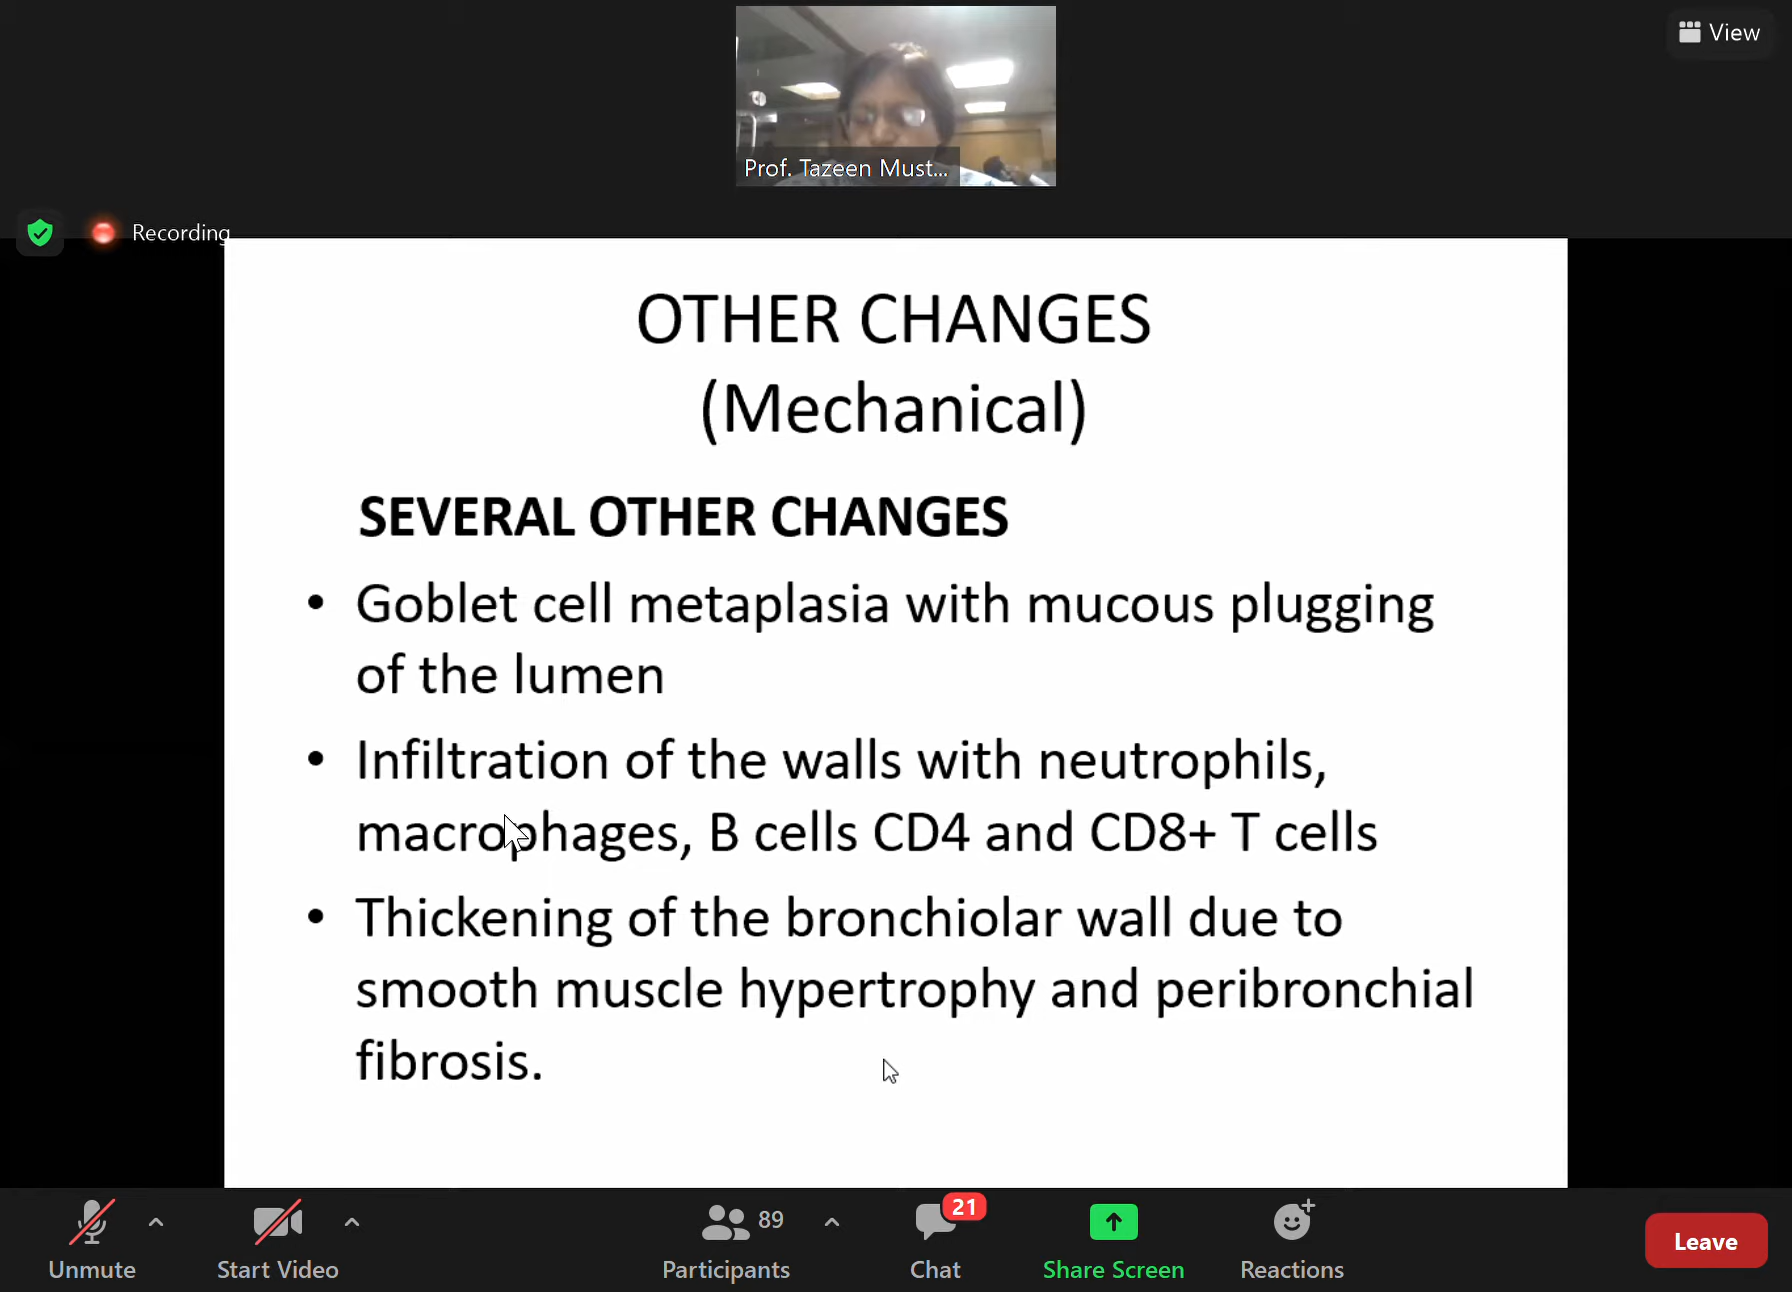 View
Prof. Tazeen Must...
Recording
OTHER CHANGES
(Mechanical)
SEVERAL OTHER CHANGES
• Goblet cell metaplasia with mucous plugging
of the lumen
• Infiltration of the walls with neutrophils,
macrophages, B cells CD4 and CD8+ T cells
• Thickening of the bronchiolar wall due to
smooth muscle hypertrophy and peribronchial
fibrosis.
89
21
Unmute
Start Video
Participants
Chat
Share Screen
Reactions
Leave